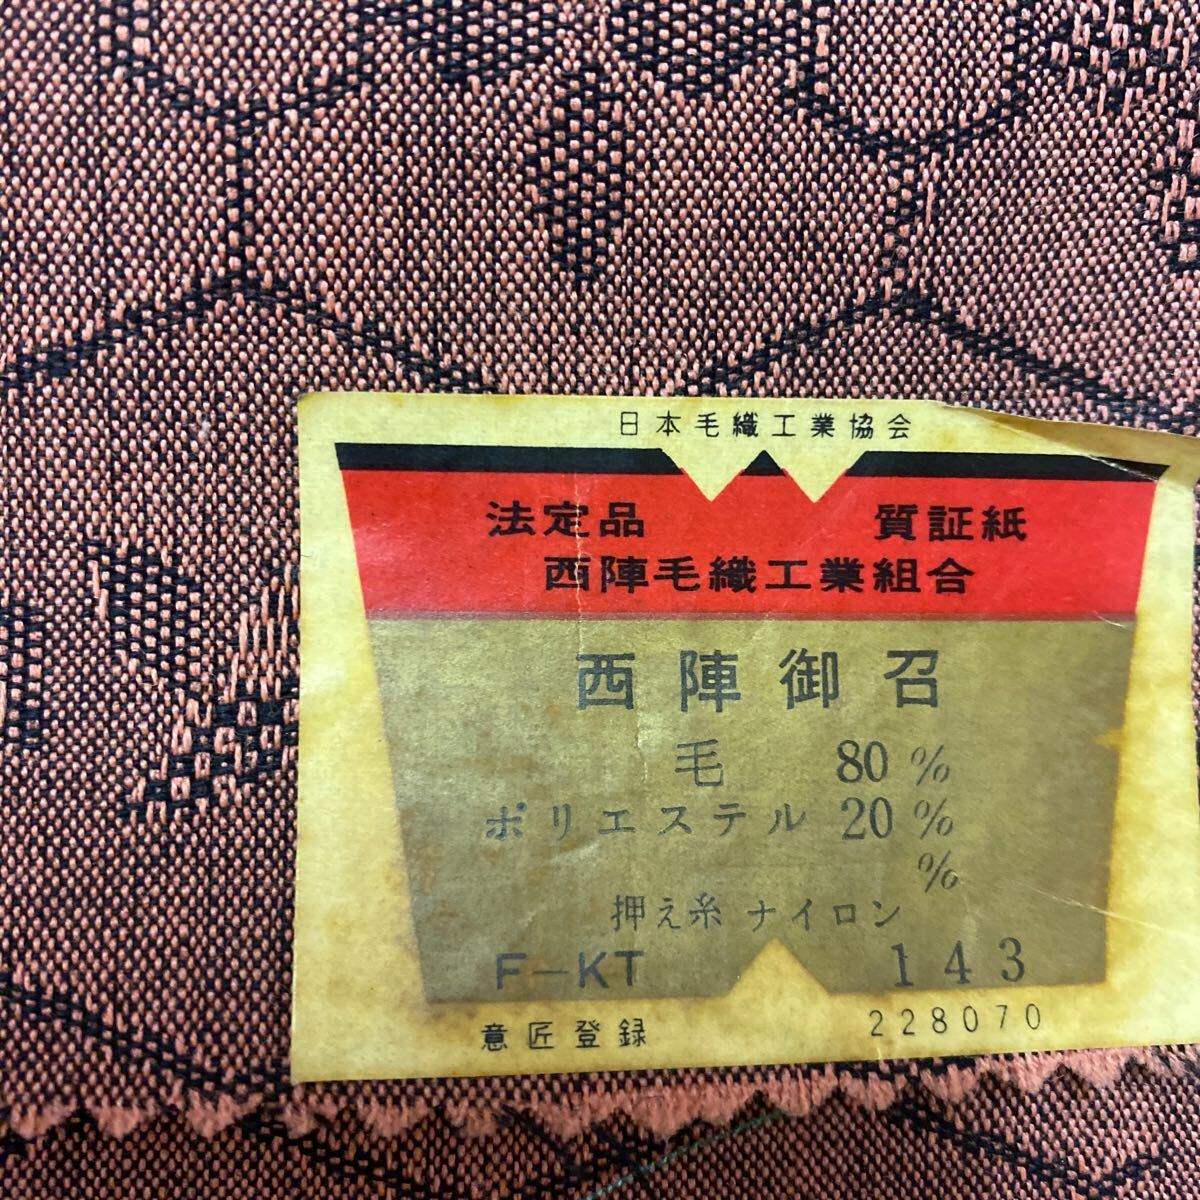 日本毛織工業協会
法定品 質証紙
西陣毛織工業組合
西陣御召
毛 80%
ポリエステル 20%
%
押え糸 ナイロン
F-KT 143
意匠登録 228070